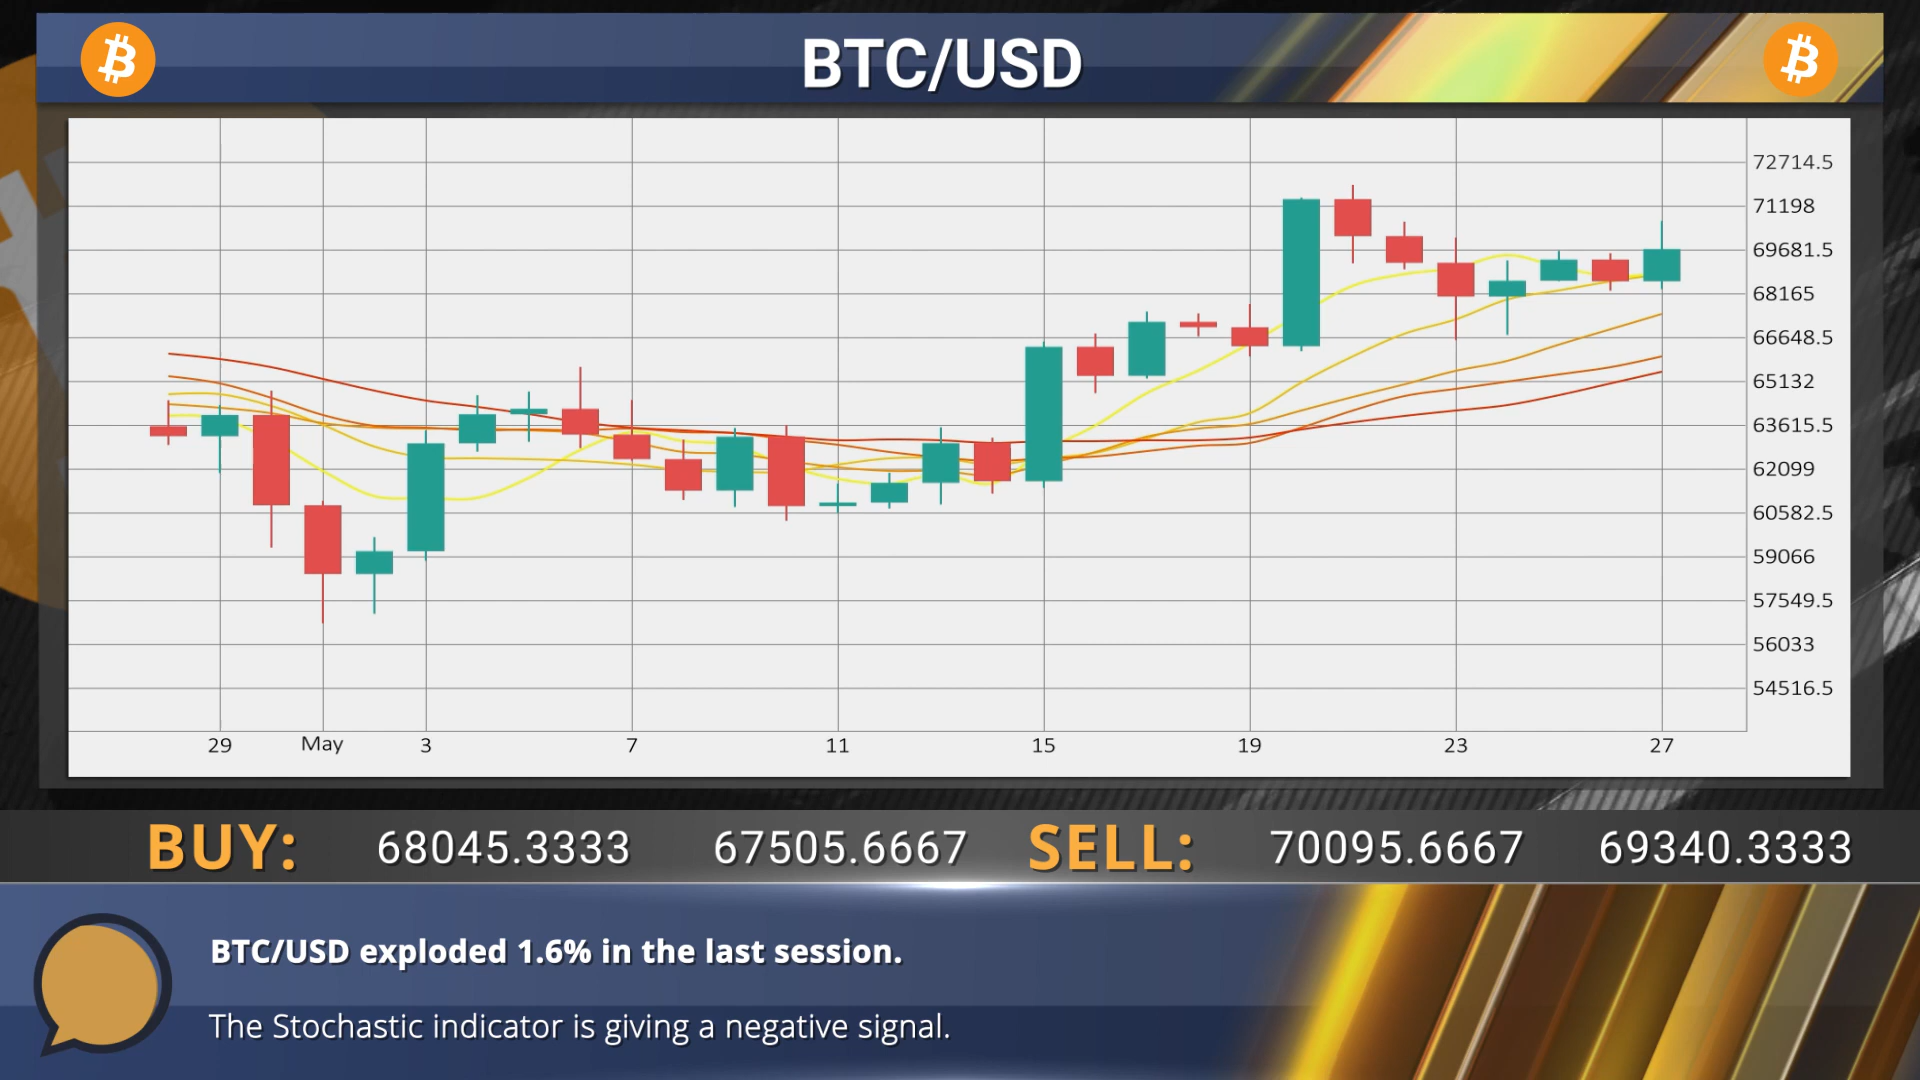 BTC/USD
72714.5
71198
69681.5
68165
66648.5
65132
63615.5
62099
60582.5
59066
57549.5
56033
54516.5
29 May 3 7 11 15 19 23 27
BUY: 68045.3333 67505.6667 SELL: 70095.6667 69340.3333
BTC/USD exploded 1.6% in the last session.
The Stochastic indicator is giving a negative signal.